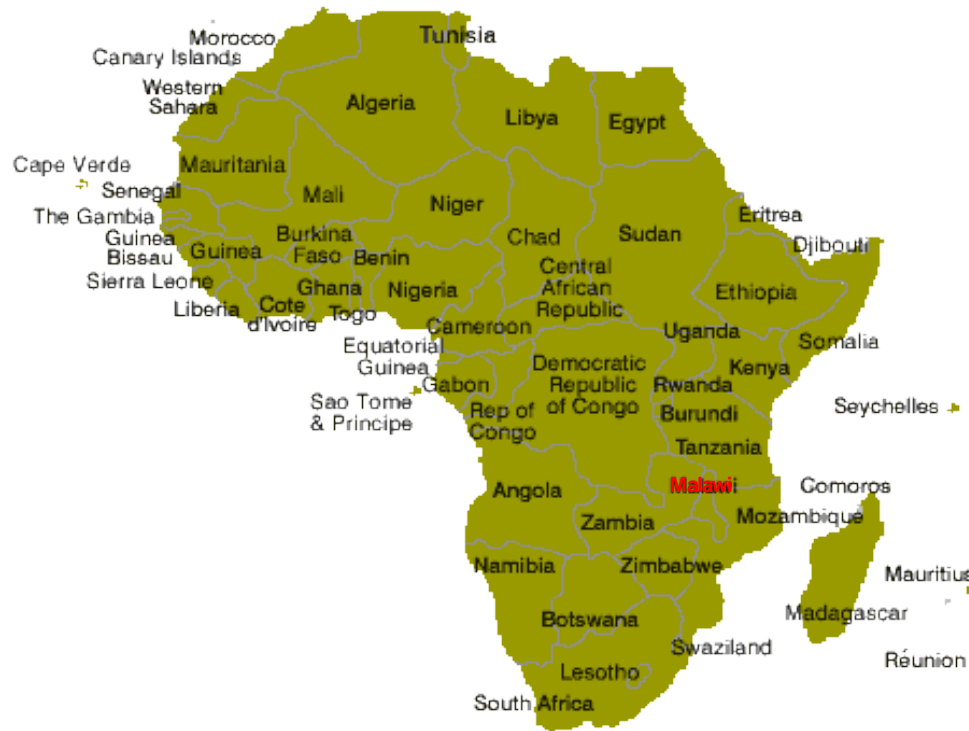 Morocco
Tunisia
Canary Islands
Western
Sahara
Algeria
Libya
Egypt
Cape Verde
Mauritania
Senegal
Mali
Niger
The Gambia
Chad
Sudan
Eritrea
Guinea
Bissau
Guinea
Burkina
Faso
Benin
Djibouti
Sierra Leone
Central
African
Republic
Ghana
Nigeria
Ethiopia
Liberia
Cote
d'Ivoire
Togo
Cameroon
Uganda
Somalia
Equatorial
Guinea
Democratic
Republic
of Congo
Kenya
Gabon
Rwanda
Sao Tome
& Principe
Rep of
Congo
Burundi
Seychelles
Tanzania
Angola
Malawi
Comoros
Zambia
Mozambique
Namibia
Zimbabwe
Mauritius
Botswana
Madagascar
Swaziland
Lesotho
Réunion
South Africa